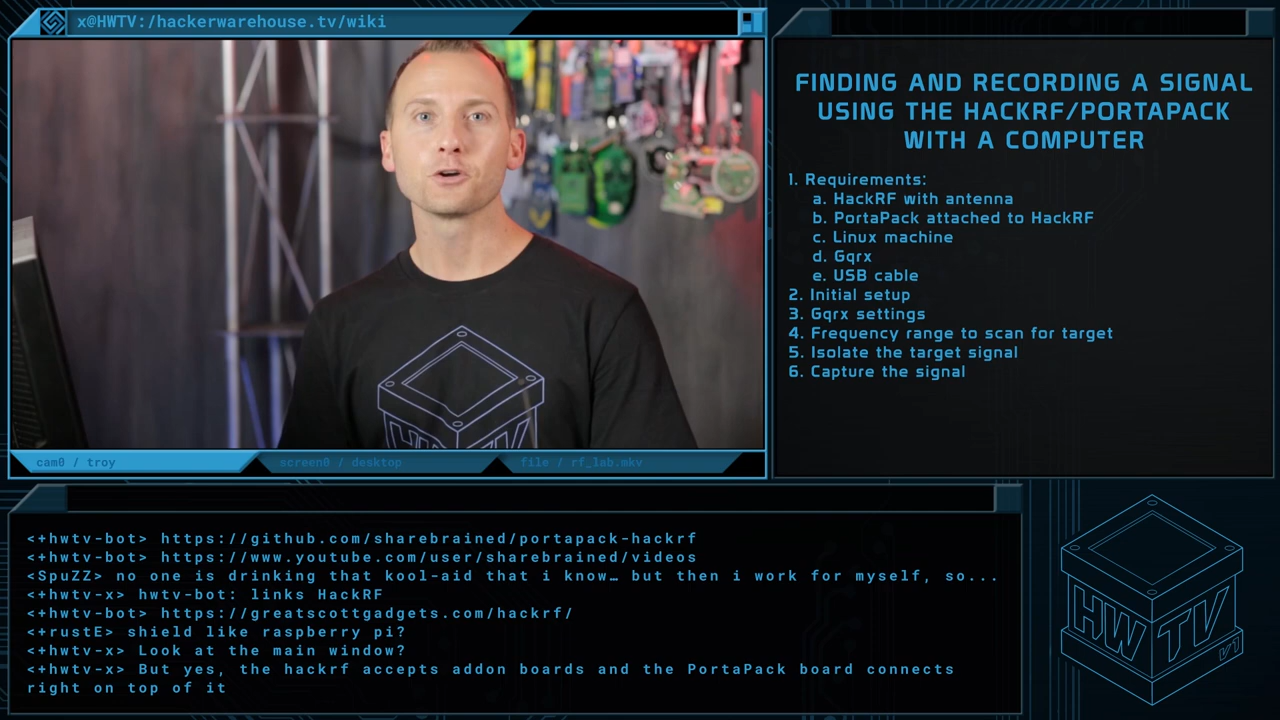 x@HWTV:/hackerwarehouse.tv/wiki
HWTV
cam0 / troy
screen0 / desktop
file / rf_lab.mkv
FINDING AND RECORDING A SIGNAL
USING THE HACKRF/PORTAPACK
WITH A COMPUTER
1. Requirements:
a. HackRF with antenna
b. PortaPack attached to HackRF
c. Linux machine
d. Gqrx
e. USB cable
2. Initial setup
3. Gqrx settings
4. Frequency range to scan for target
5. Isolate the target signal
6. Capture the signal
<+hwtv-bot> https://github.com/sharebrained/portapack-hackrf
<+hwtv-bot> https://www.youtube.com/user/sharebrained/videos
<SpuZZ> no one is drinking that kool-aid that i know… but then i work for myself, so...
<+hwtv-x> hwtv-bot: links HackRF
<+hwtv-bot> https://greatscottgadgets.com/hackrf/
<+rustE> shield like raspberry pi?
<+hwtv-x> Look at the main window?
<+hwtv-x> But yes, the hackrf accepts addon boards and the PortaPack board connects
right on top of it
HWTV
V1